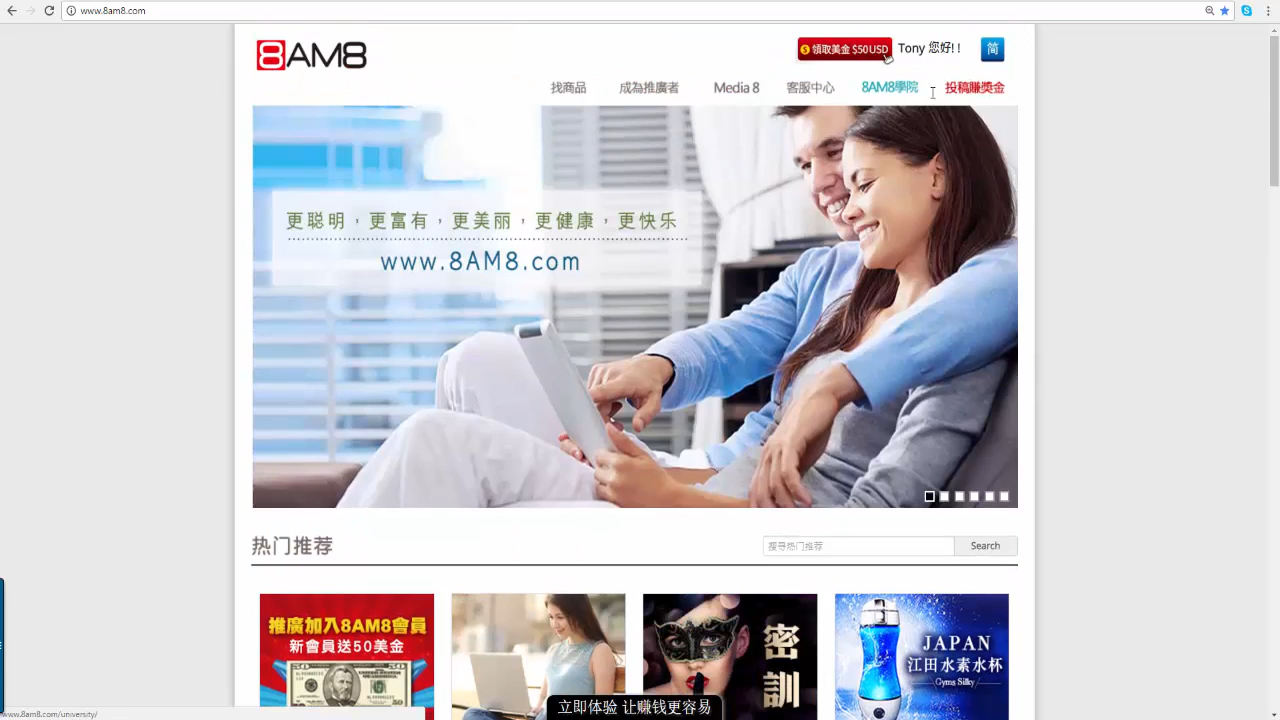 www.8am8.com
8AM8
領取美金 $50USD
Tony 您好! !
简
找商品
成為推廣者
Media 8
客服中心
8AM8學院
投稿賺獎金
更聪明，更富有，更美丽，更健康，更快乐
www.8AM8.com
热门推荐
搜寻热门推荐
Search
推廣加入8AM8會員
新會員送50美金
密訓
JAPAN
江田水素水杯
Gyms Silky
立即体验 让赚钱更容易
www.8am8.com/university/